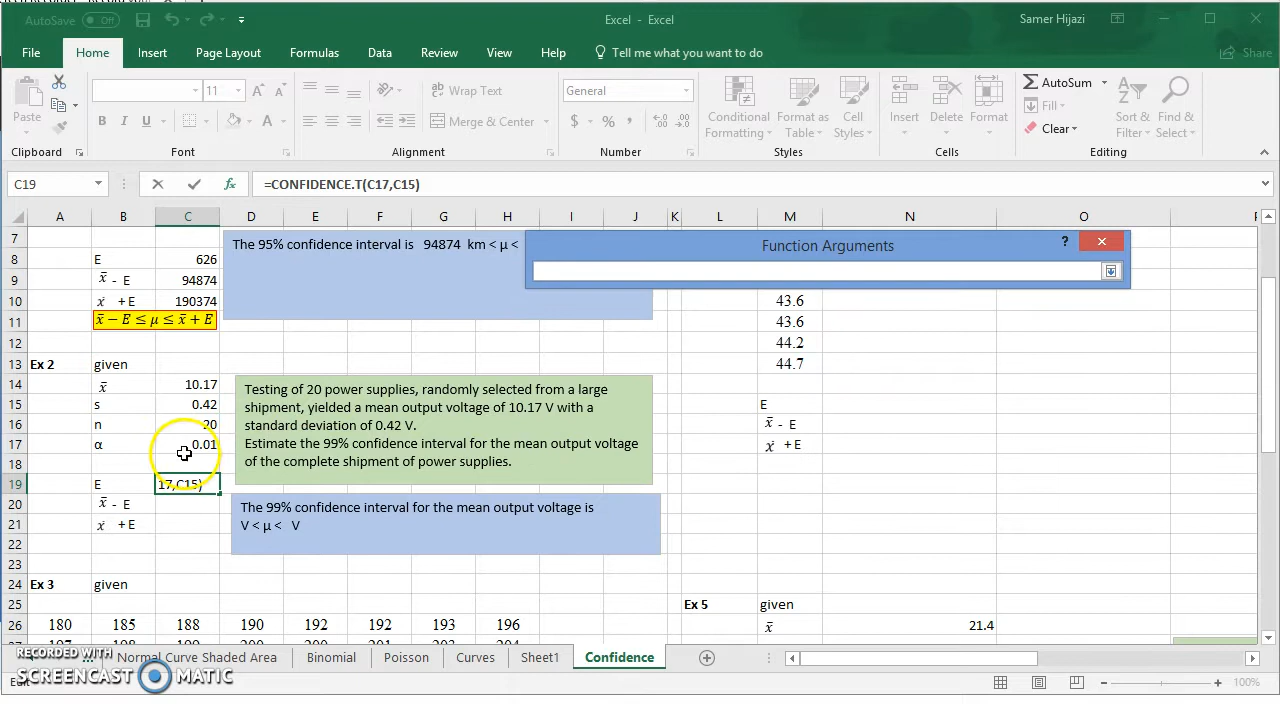 AutoSave Off
Excel - Excel
Samer Hijazi
File Home Insert Page Layout Formulas Data Review View Help Tell me what you want to do Share
Paste
11 A A
B I U A
ab Wrap Text
Merge & Center
General
$ % ,
Conditional Formatting
Format as Table
Cell Styles
Insert Delete Format
Σ AutoSum
Fill
Clear
Sort & Filter
Find & Select
Clipboard Font Alignment Number Styles Cells Editing
C19 fx =CONFIDENCE.T(C17,C15)
A B C D E F G H I J K L M N O
7
8 E 626
9 x̄ - E 94874
10 ẋ + E 190374
11 x̄ − E ≤ μ ≤ x̄ + E
12
13 Ex 2 given
14 x̄ 10.17
15 s 0.42
16 n 20
17 α 0.01
18
19 E 17,C15)
20 x̄ - E
21 ẋ + E
22
23
24 Ex 3 given
25
26 180 185 188 190 192 192 193 196
The 95% confidence interval is 94874 km < μ <
Function Arguments
?
Testing of 20 power supplies, randomly selected from a large
shipment, yielded a mean output voltage of 10.17 V with a
standard deviation of 0.42 V.
Estimate the 99% confidence interval for the mean output voltage
of the complete shipment of power supplies.
The 99% confidence interval for the mean output voltage is
V < μ < V
43.6
43.6
44.2
44.7
E
x̄ - E
ẋ + E
Ex 5 given
x̄ 21.4
RECORDED WITH
SCREENCAST MATIC
... Normal Curve Shaded Area Binomial Poisson Curves Sheet1 Confidence
100%